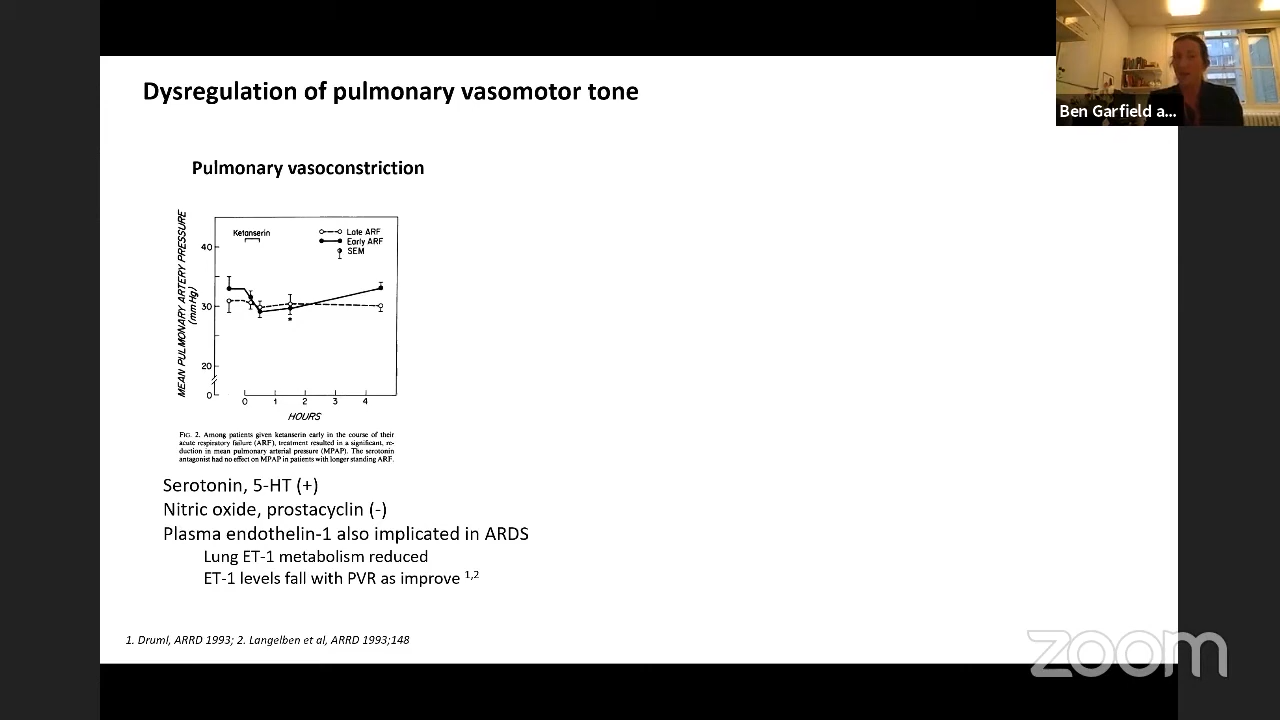 Dysregulation of pulmonary vasomotor tone
Ben Garfield a...
Pulmonary vasoconstriction
MEAN PULMONARY ARTERY PRESSURE
(mmHg)
Ketanserin
Late ARF
Early ARF
SEM
40
30
20
0
*
0 1 2 3 4
HOURS
FIG. 2. Among patients given ketanserin early in the course of their
acute respiratory failure (ARF), treatment resulted in a significant, re-
duction in mean pulmonary arterial pressure (MPAP). The serotonin
antagonist had no effect on MPAP in patients with longer standing ARF.
Serotonin, 5-HT (+)
Nitric oxide, prostacyclin (-)
Plasma endothelin-1 also implicated in ARDS
Lung ET-1 metabolism reduced
ET-1 levels fall with PVR as improve 1,2
1. Druml, ARRD 1993; 2. Langelben et al, ARRD 1993;148
zoom